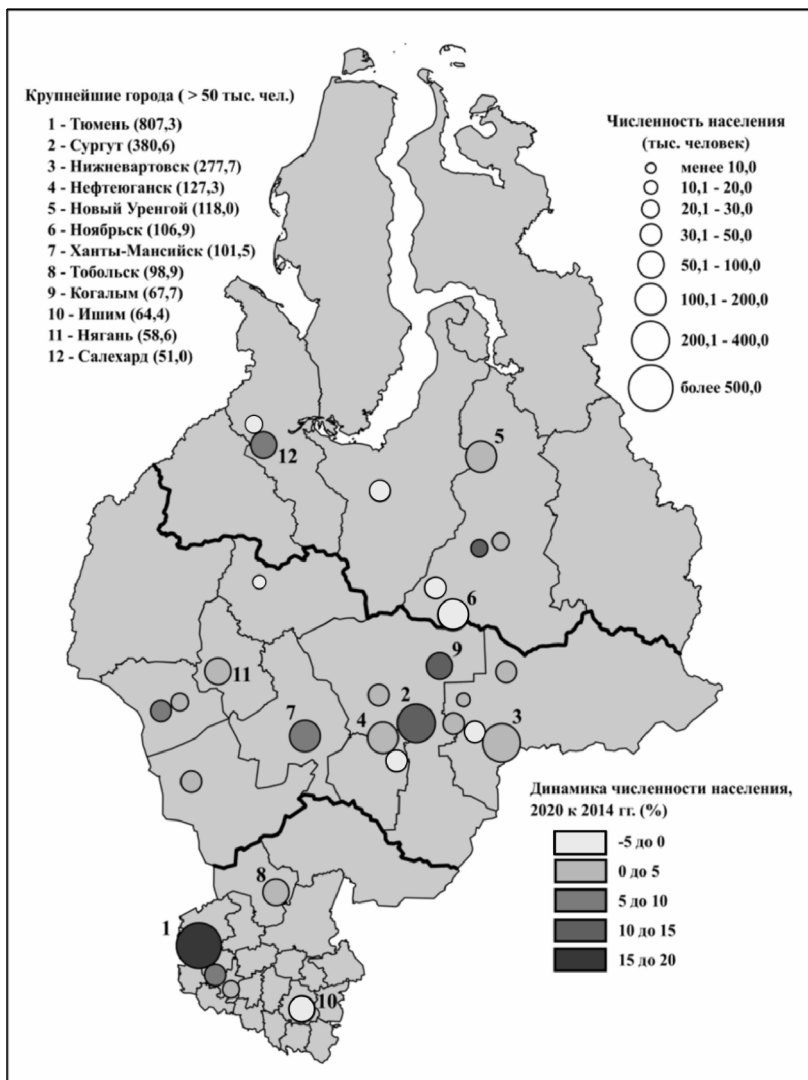 Крупнейшие города ( > 50 тыс. чел.)
1 - Тюмень (807,3)
2 - Сургут (380,6)
3 - Нижневартовск (277,7)
4 - Нефтеюганск (127,3)
5 - Новый Уренгой (118,0)
6 - Ноябрьск (106,9)
7 - Ханты-Мансийск (101,5)
8 - Тобольск (98,9)
9 - Когалым (67,7)
10 - Ишим (64,4)
11 - Нягань (58,6)
12 - Салехард (51,0)
Численность населения
(тыс. человек)
менее 10,0
10,1 - 20,0
20,1 - 30,0
30,1 - 50,0
50,1 - 100,0
100,1 - 200,0
200,1 - 400,0
более 500,0
5
12
6
9
11
2
7
4
3
Динамика численности населения,
2020 к 2014 гг. (%)
-5 до 0
0 до 5
5 до 10
10 до 15
15 до 20
8
1
10